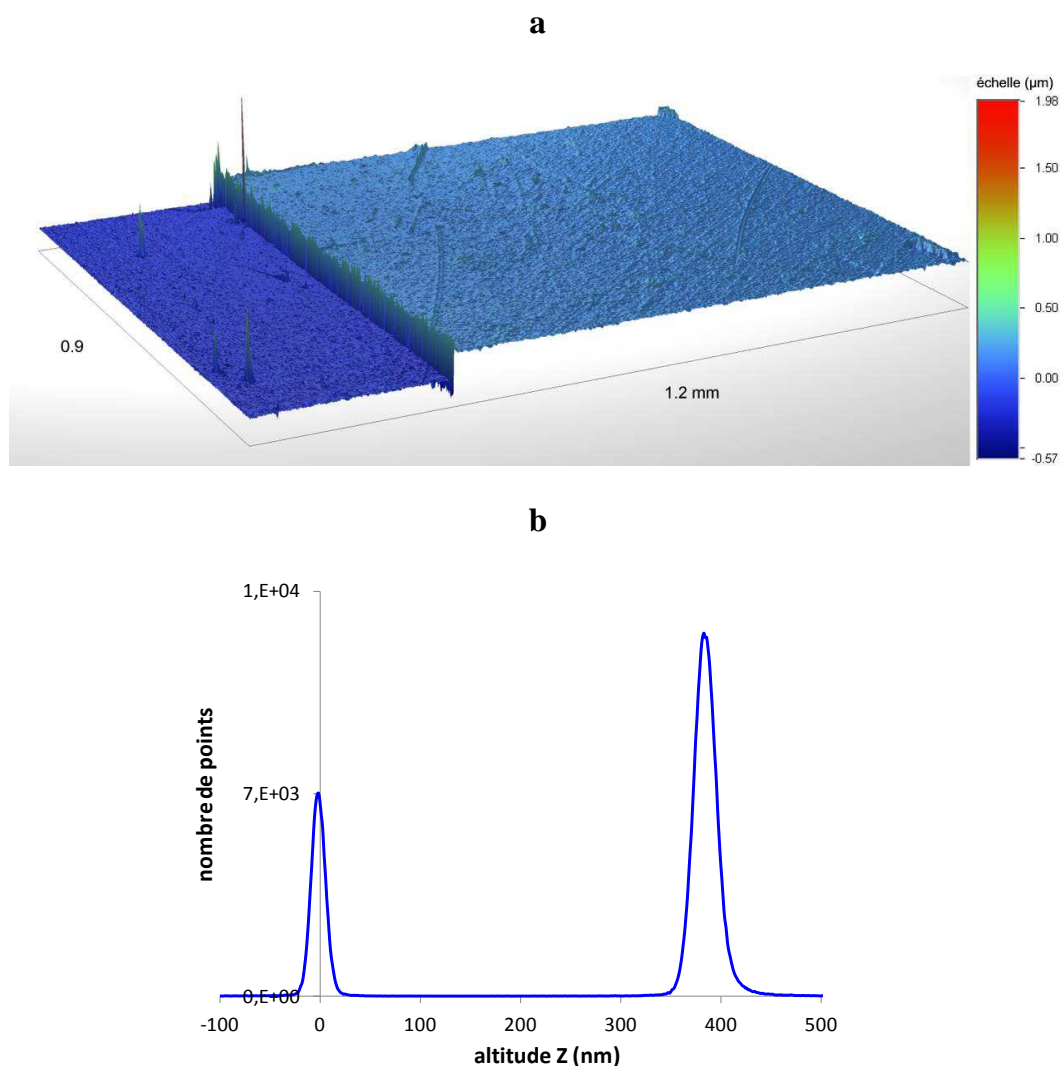 a
échelle (µm)
1.98
1.50
1.00
0.50
0.00
-0.57
0.9
1.2 mm
b
1,E+04
7,E+03
0,E+00
nombre de points
-100 0 100 200 300 400 500
altitude Z (nm)